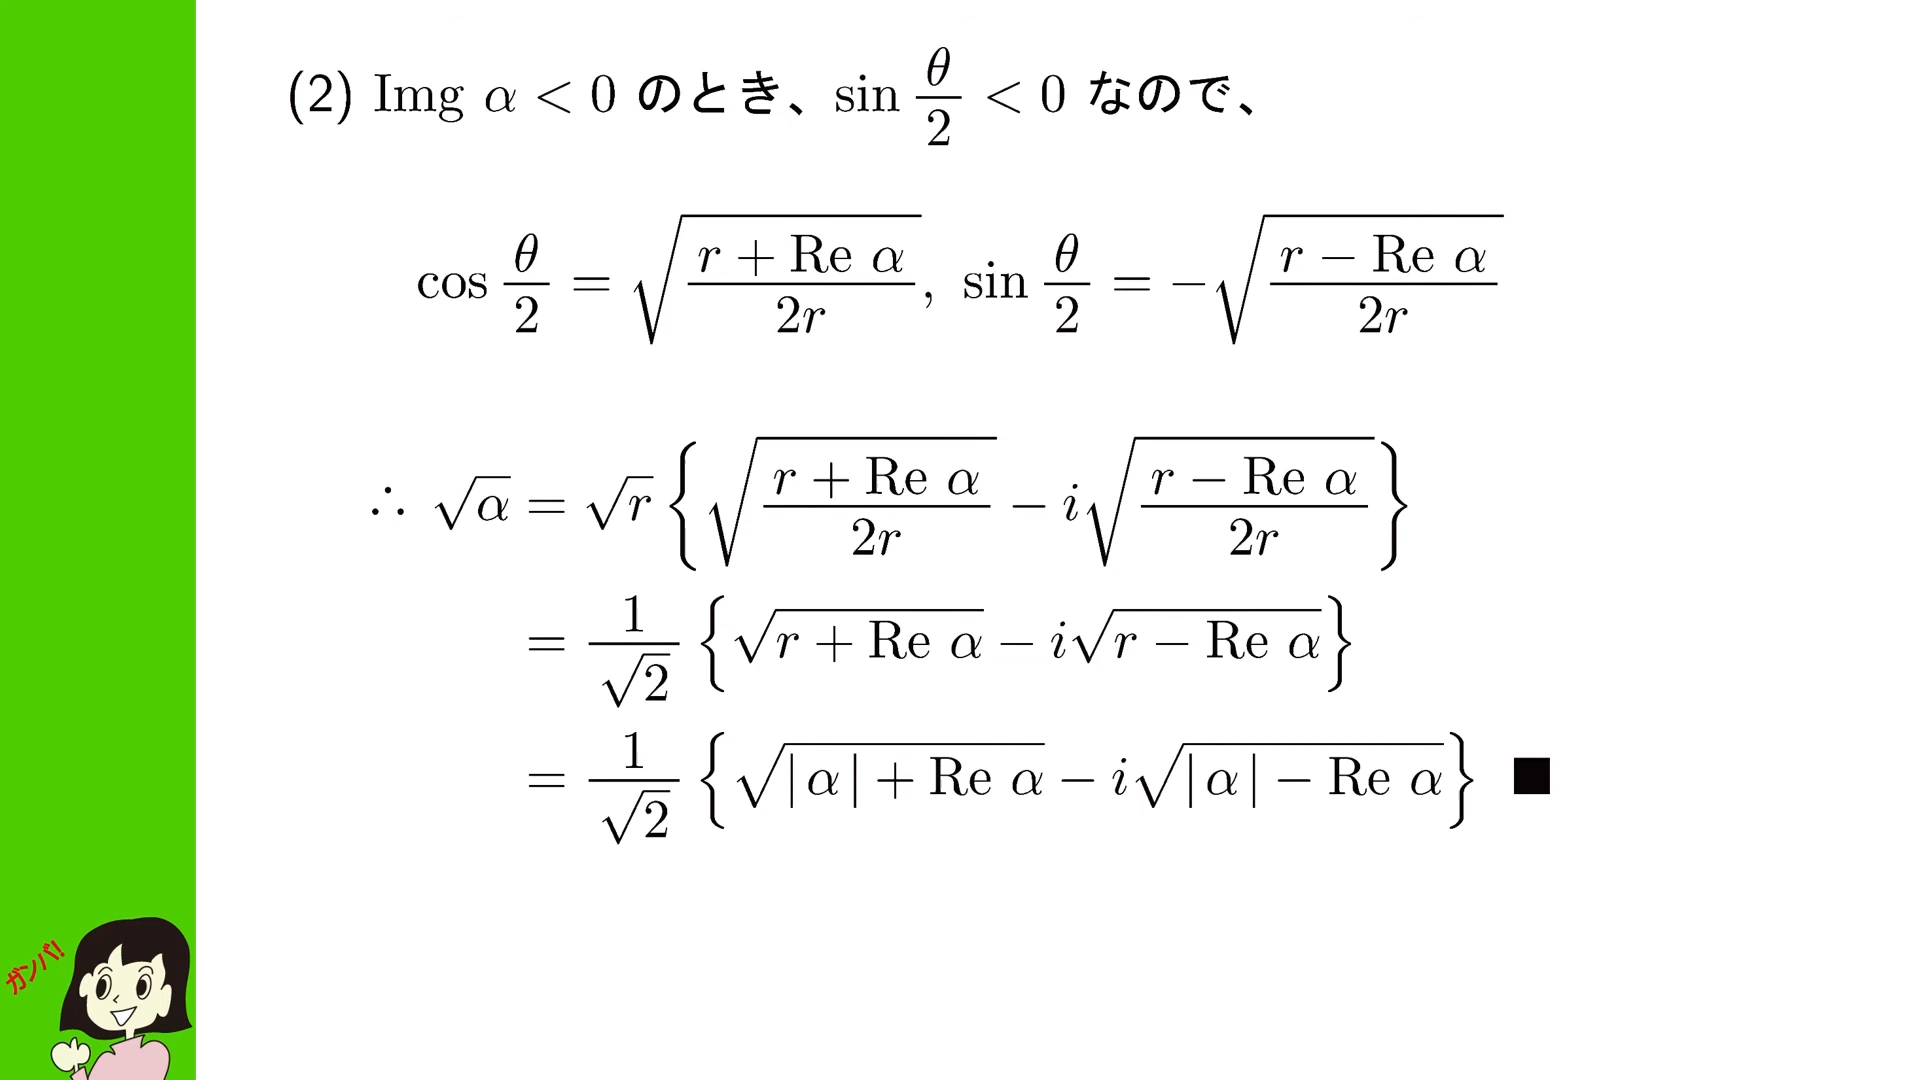 (2) Img α < 0 のとき、sin θ/2 < 0 なので、
cos θ/2 = √((r + Re α)/(2r)), sin θ/2 = −√((r − Re α)/(2r))
∴ √α = √r {√((r + Re α)/(2r)) − i√((r − Re α)/(2r))}
= 1/√2 {√(r + Re α) − i√(r − Re α)}
= 1/√2 {√(|α| + Re α) − i√(|α| − Re α)} ■
ガンバ!